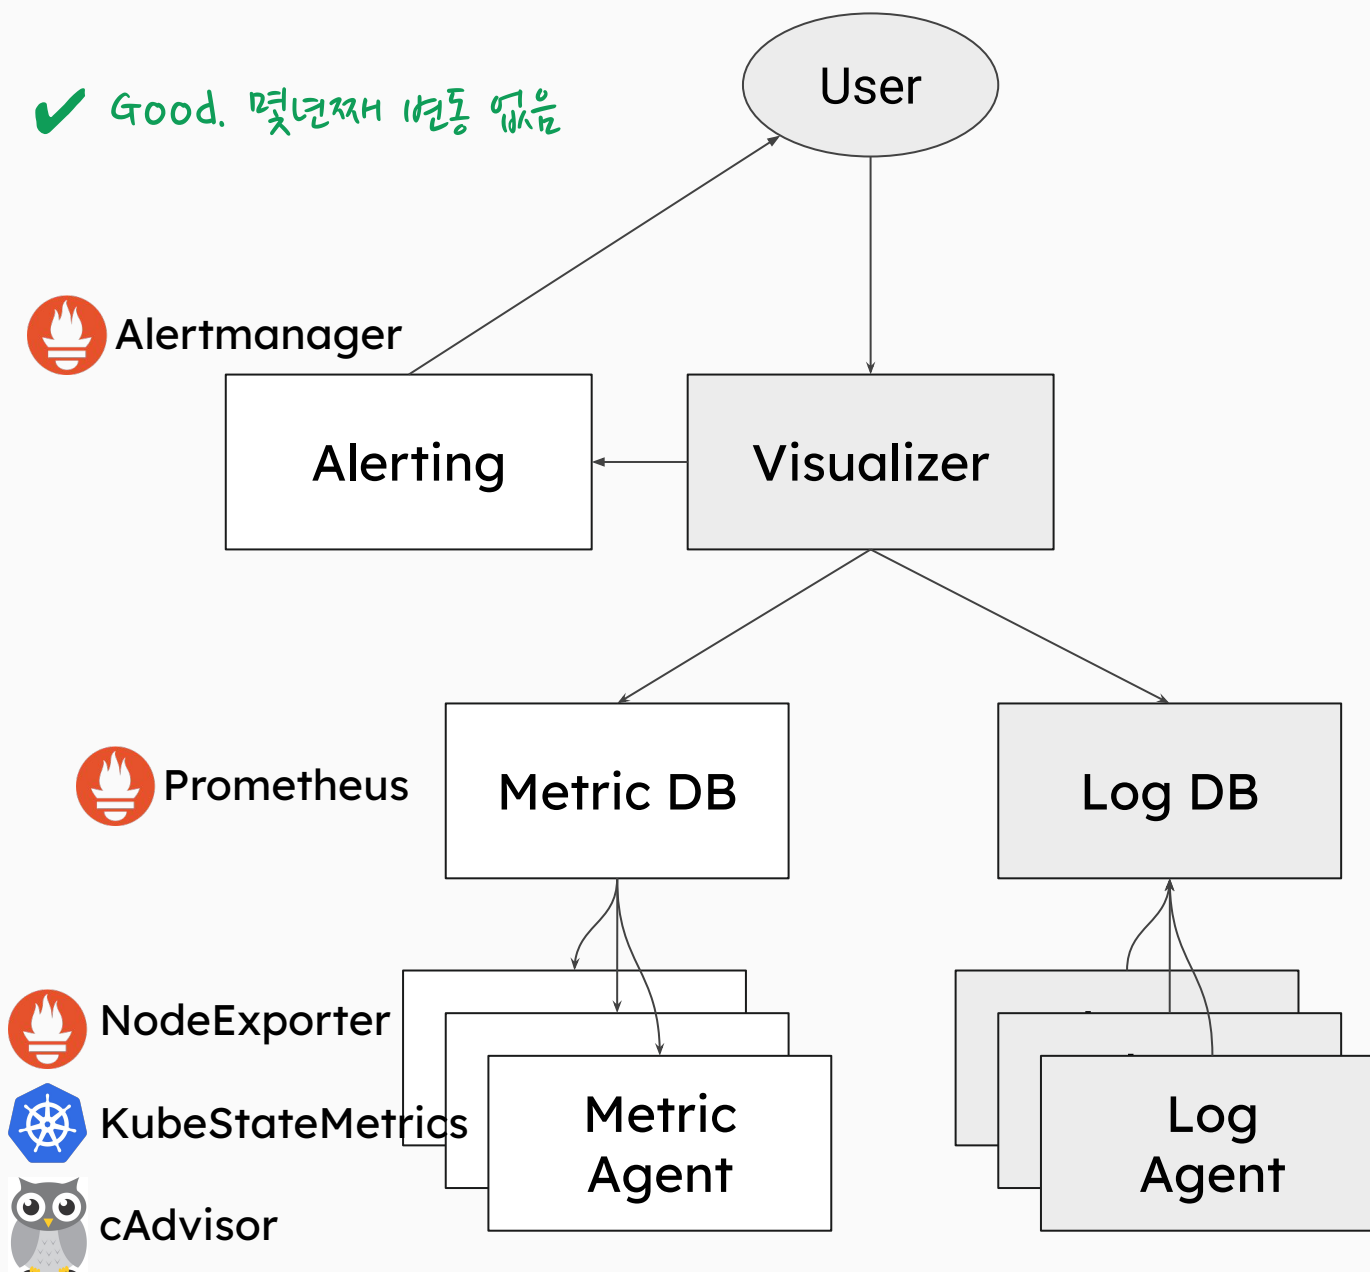 Good. 몇년째 변동 없음
User
Alertmanager
Alerting
Visualizer
Prometheus
Metric DB
Log DB
NodeExporter
KubeStateMetrics
cAdvisor
Metric
Agent
Log
Agent